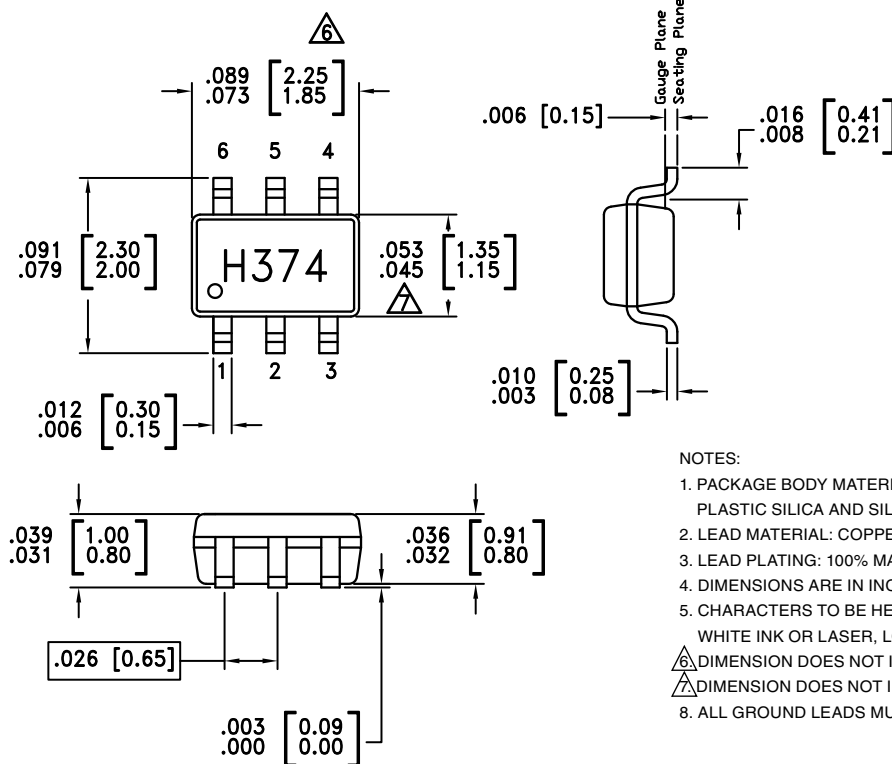 6
.089 [2.25]
.073 [1.85]
6 5 4
.091 [2.30]
.079 [2.00]
H374
.053 [1.35]
.045 [1.15]
7
1 2 3
.012 [0.30]
.006 [0.15]
Gauge Plane
Seating Plane
.006 [0.15]
.016 [0.41]
.008 [0.21]
.010 [0.25]
.003 [0.08]
.039 [1.00]
.031 [0.80]
.036 [0.91]
.032 [0.80]
.026 [0.65]
.003 [0.09]
.000 [0.00]
NOTES:
1. PACKAGE BODY MATERI
PLASTIC SILICA AND SIL
2. LEAD MATERIAL: COPPE
3. LEAD PLATING: 100% MA
4. DIMENSIONS ARE IN INC
5. CHARACTERS TO BE HE
WHITE INK OR LASER, L
6. DIMENSION DOES NOT I
7. DIMENSION DOES NOT I
8. ALL GROUND LEADS MU